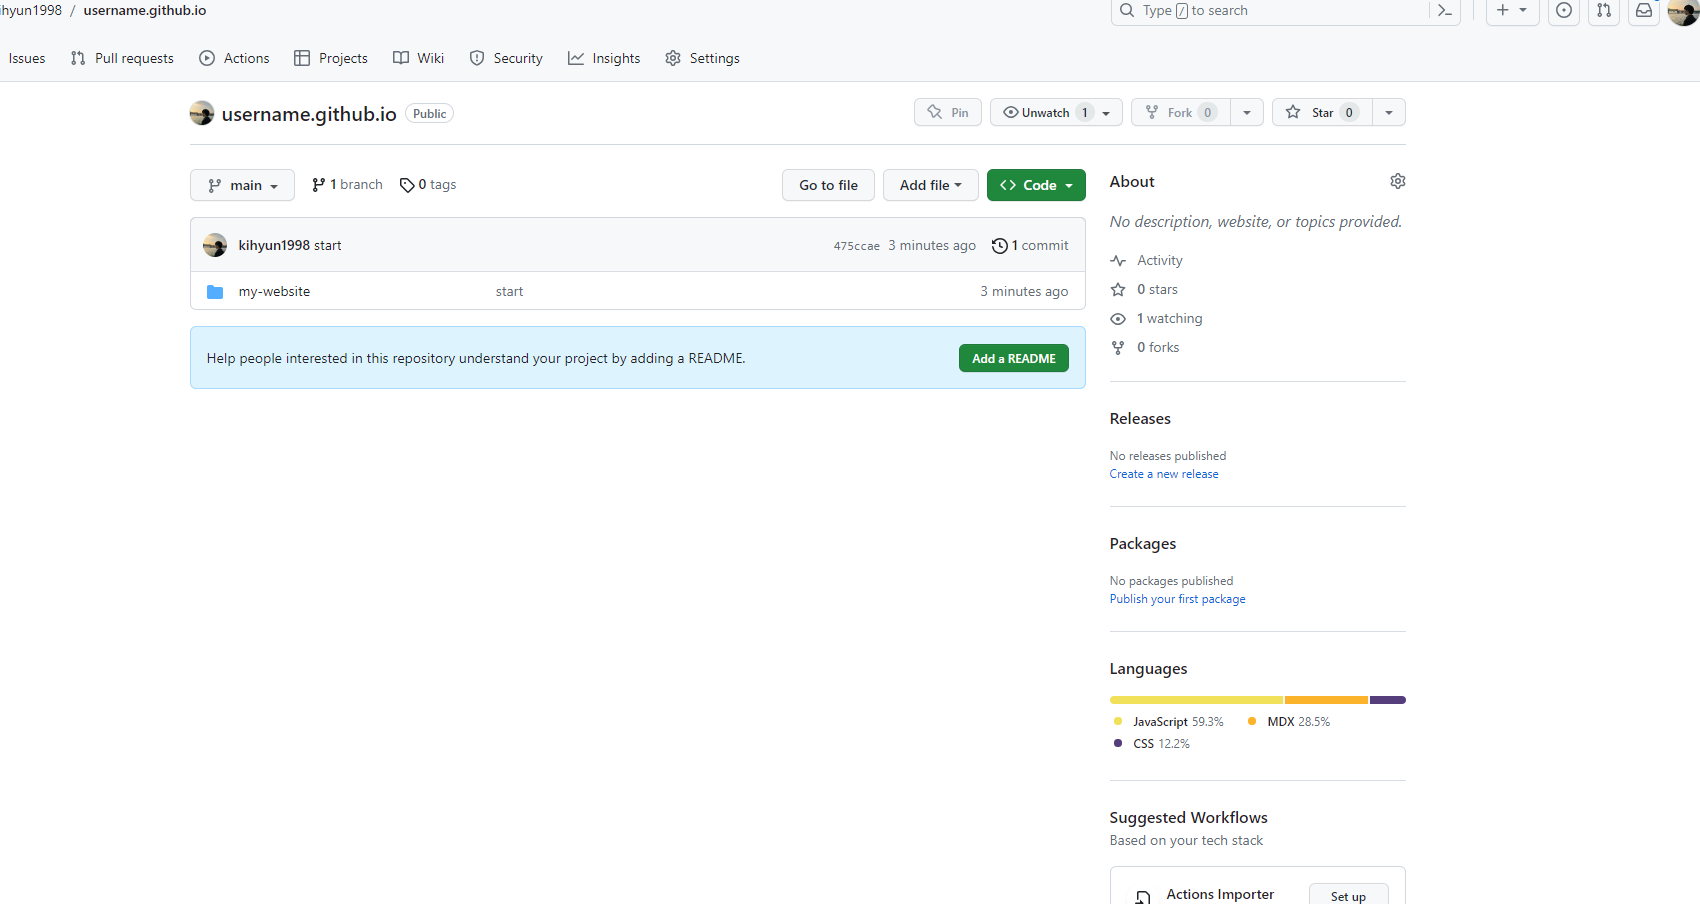 ihyun1998 / username.github.io
Type / to search
Issues Pull requests Actions Projects Wiki Security Insights Settings
username.github.io Public
Pin Unwatch 1 Fork 0 Star 0
main 1 branch 0 tags Go to file Add file <> Code
kihyun1998 start 475ccae 3 minutes ago 1 commit
my-website start 3 minutes ago
Help people interested in this repository understand your project by adding a README. Add a README
About
No description, website, or topics provided.
Activity
0 stars
1 watching
0 forks
Releases
No releases published
Create a new release
Packages
No packages published
Publish your first package
Languages
JavaScript 59.3% MDX 28.5%
CSS 12.2%
Suggested Workflows
Based on your tech stack
Actions Importer Set up